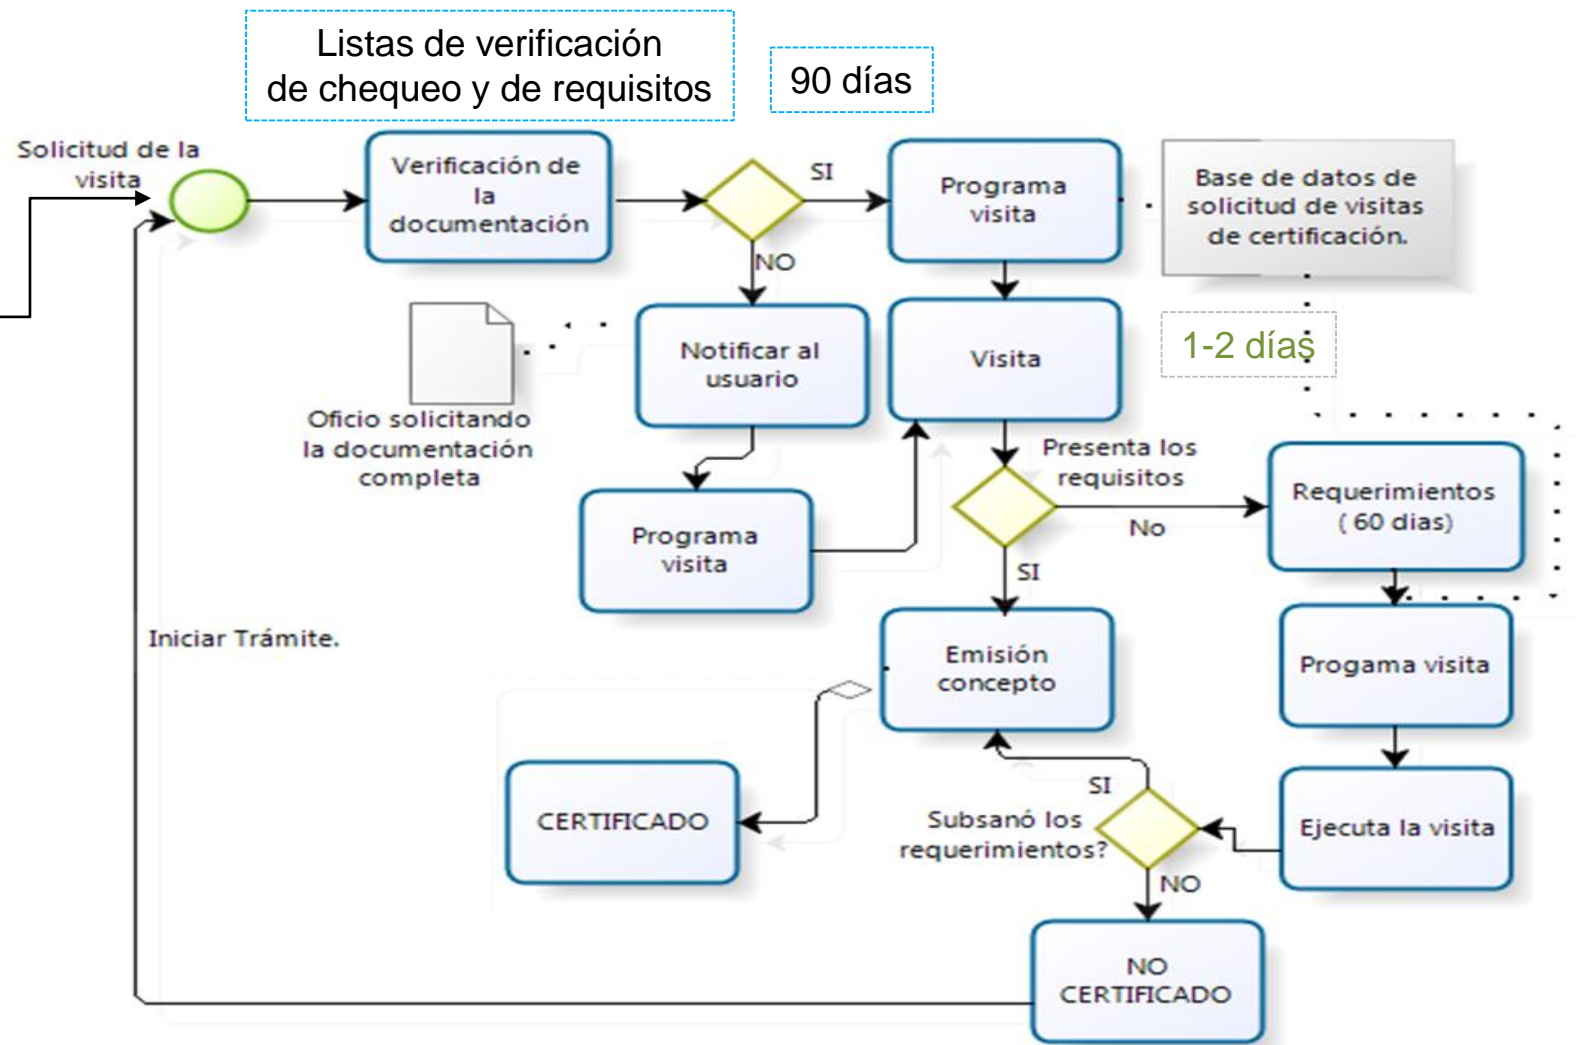 Listas de verificación
de chequeo y de requisitos
90 días
Solicitud de la
visita
Verificación de
la
documentación
SI
Programa
visita
Base de datos de
solicitud de visitas
de certificación.
NO
Notificar al
usuario
Visita
1-2 días
Oficio solicitando
la documentación
completa
Presenta los
requisitos
Requerimientos
( 60 dias)
No
Programa
visita
SI
Iniciar Trámite.
Emisión
concepto
Progama visita
CERTIFICADO
SI
Subsanó los
requerimientos?
Ejecuta la visita
NO
NO
CERTIFICADO